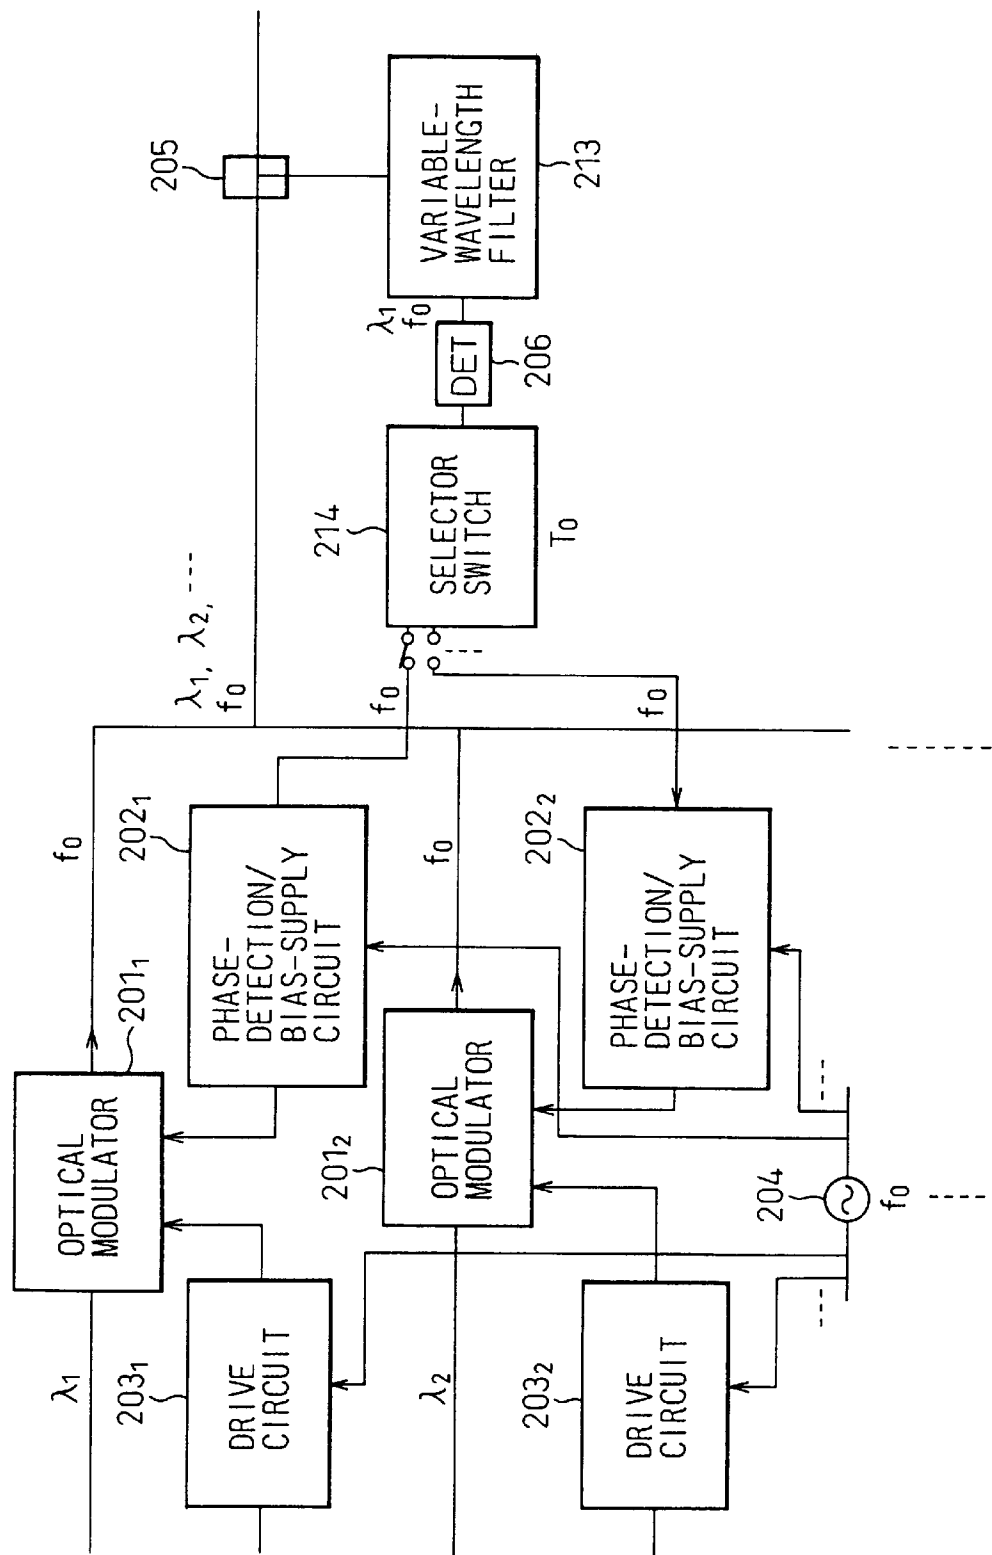 λ1
OPTICAL
MODULATOR
201₁
f0
λ1, λ2, ---
f0
205
203₁
DRIVE
CIRCUIT
202₁
PHASE-
DETECTION/
BIAS-SUPPLY
CIRCUIT
f0
214
SELECTOR
SWITCH
T0
DET
206
λ1
f0
VARIABLE-
WAVELENGTH
FILTER
213
λ2
201₂
OPTICAL
MODULATOR
f0
203₂
DRIVE
CIRCUIT
202₂
PHASE-
DETECTION/
BIAS-SUPPLY
CIRCUIT
f0
204
f0